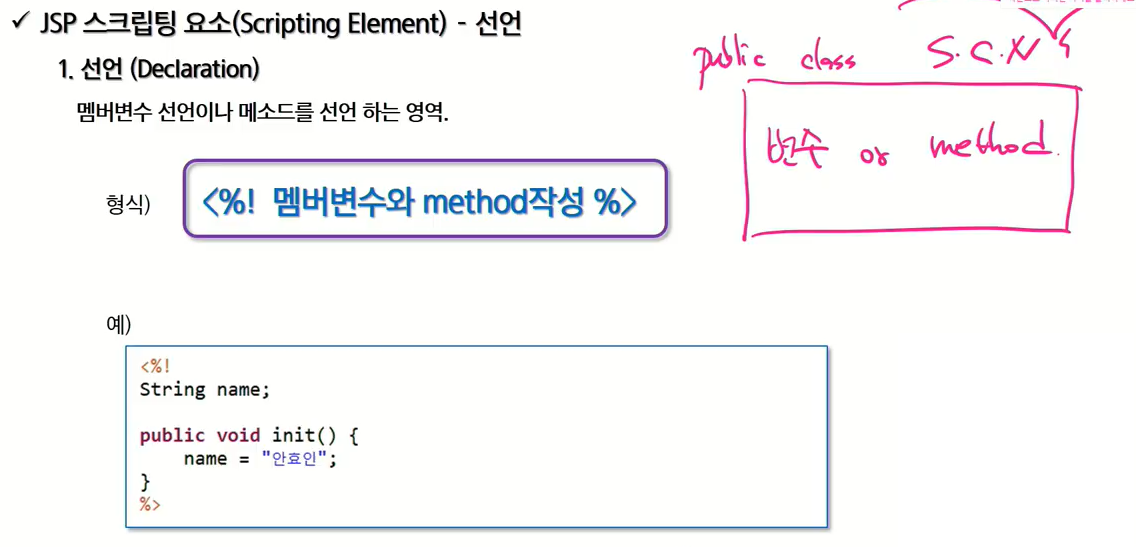 ✓ JSP 스크립팅 요소(Scripting Element) - 선언
1. 선언 (Declaration)
멤버변수 선언이나 메소드를 선언 하는 영역.
형식)
<%! 멤버변수와 method작성 %>
public class S.C.N {
변수 or method.
예)
<%!
String name;
public void init() {
name = "안효인";
}
%>